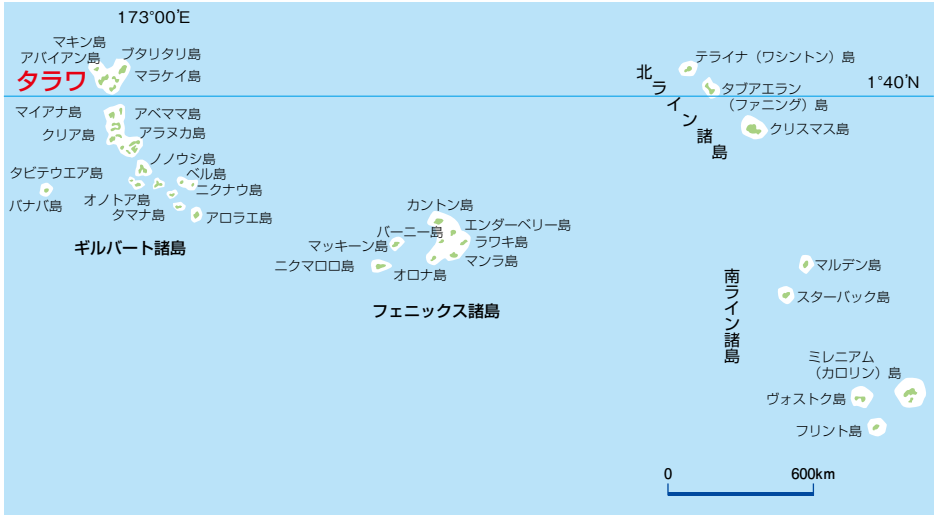 173°00’E
マキン島
アバイアン島
ブタリタリ島
タラワ
マラケイ島
マイアナ島
アベママ島
クリア島
アラヌカ島
ノノウシ島
タビテウエア島
ベル島
ニクナウ島
バナバ島
オノトア島
タマナ島
アロラエ島
ギルバート諸島
カントン島
エンダーベリー島
バーニー島
ラワキ島
マッキーン島
マンラ島
ニクマロロ島
オロナ島
フェニックス諸島
テライナ（ワシントン）島
1°40’N
タブアエラン
（ファニング）島
クリスマス島
北ライン諸島
マルデン島
スターバック島
南ライン諸島
ミレニアム
（カロリン）島
ヴォストク島
フリント島
0 600km